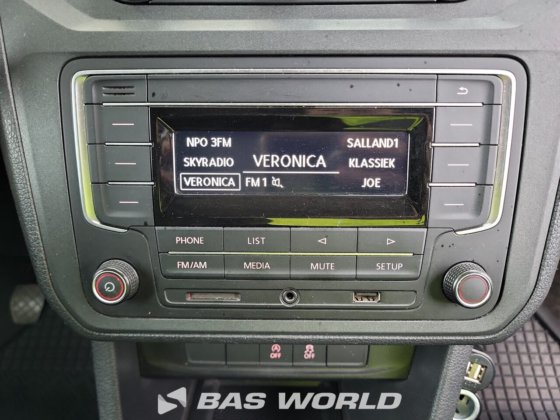 NPO 3FM
SALLAND1
SKYRADIO
VERONICA
KLASSIEK
VERONICA
FM 1
JOE
PHONE
LIST
FM/AM
MEDIA
MUTE
SETUP
OFF
OFF
BAS WORLD